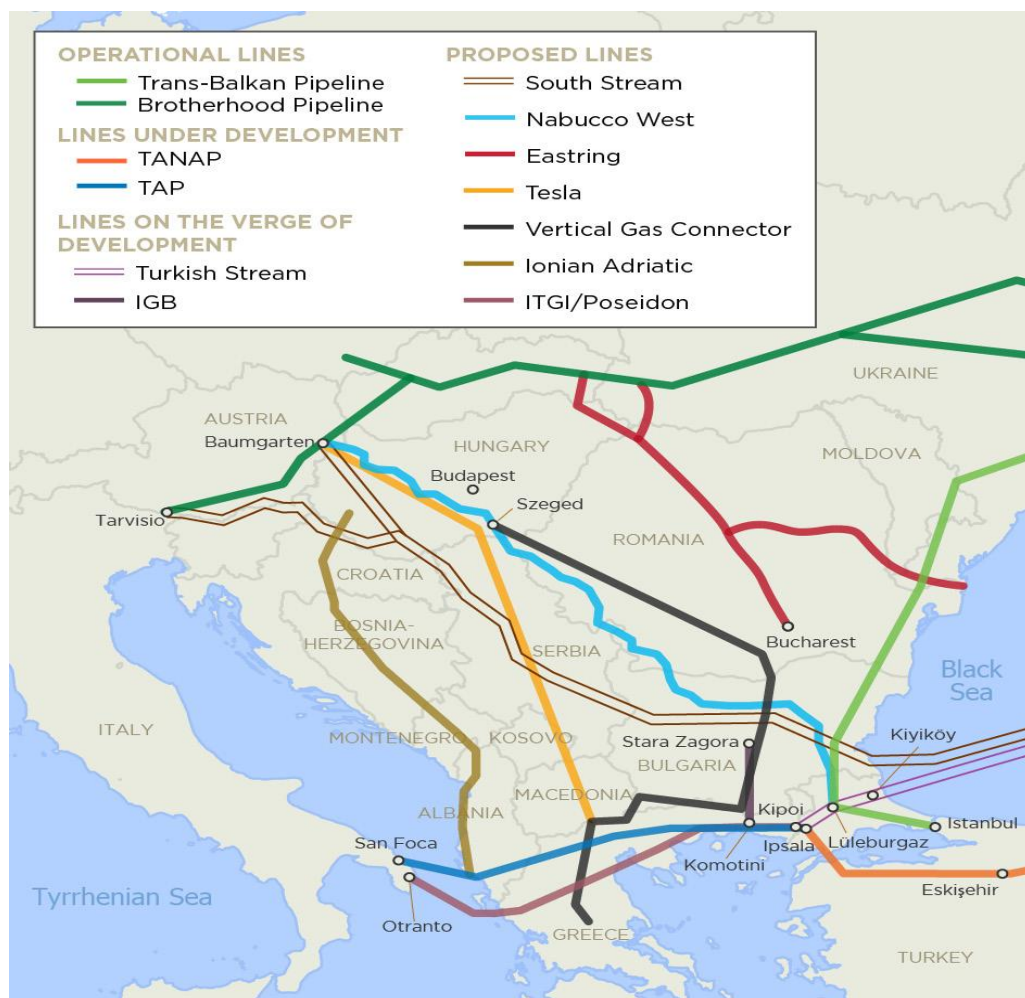 OPERATIONAL LINES
Trans-Balkan Pipeline
Brotherhood Pipeline
LINES UNDER DEVELOPMENT
TANAP
TAP
LINES ON THE VERGE OF
DEVELOPMENT
Turkish Stream
IGB
PROPOSED LINES
South Stream
Nabucco West
Eastring
Tesla
Vertical Gas Connector
Ionian Adriatic
ITGI/Poseidon
UKRAINE
AUSTRIA
Baumgarten
HUNGARY
MOLDOVA
Budapest
Szeged
Tarvisio
ROMANIA
CROATIA
BOSNIA-
HERZEGOVINA
Bucharest
SERBIA
Black
Sea
ITALY
MONTENEGRO
KOSOVO
Stara Zagora
Kiyiköy
BULGARIA
MACEDONIA
ALBANIA
Kipoi
San Foca
Ipsala
Istanbul
Lüleburgaz
Komotini
Tyrrhenian Sea
Eskişehir
Otranto
GREECE
TURKEY